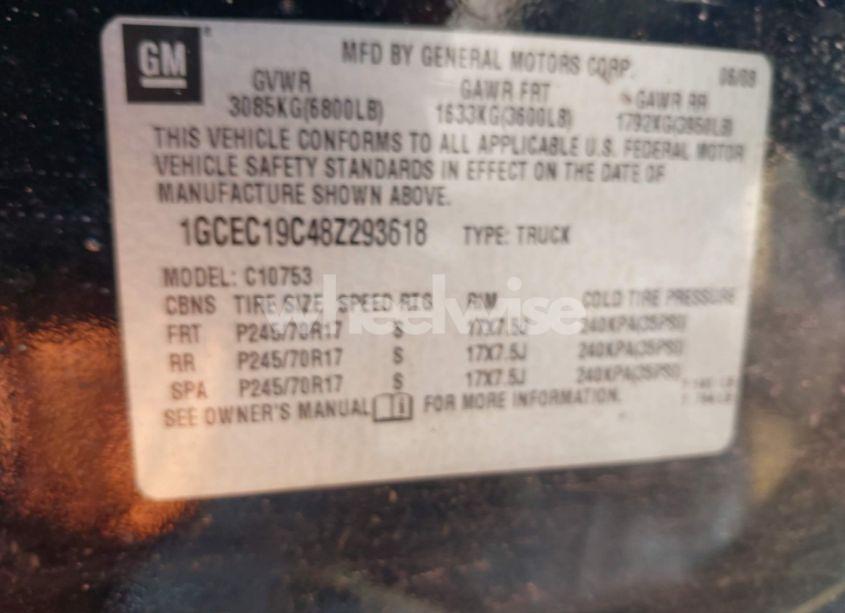 GM
MFD BY GENERAL MOTORS CORP. 06/08
GVWR GAWR FRT GAWR RR
3085KG(6800LB) 1633KG(3600LB) 1792KG(3950LB)
THIS VEHICLE CONFORMS TO ALL APPLICABLE U.S. FEDERAL MOTOR
VEHICLE SAFETY STANDARDS IN EFFECT ON THE DATE OF
MANUFACTURE SHOWN ABOVE.
1GCEC19C48Z293618 TYPE: TRUCK
MODEL: C10753
CBNS TIRE SIZE SPEED RTG RIM COLD TIRE PRESSURE
FRT P245/70R17 S 17X7.5J 240KPA(35PSI)
RR P245/70R17 S 17X7.5J 240KPA(35PSI)
SPA P245/70R17 S 17X7.5J 240KPA(35PSI)
SEE OWNER'S MANUAL FOR MORE INFORMATION.
wheelwise